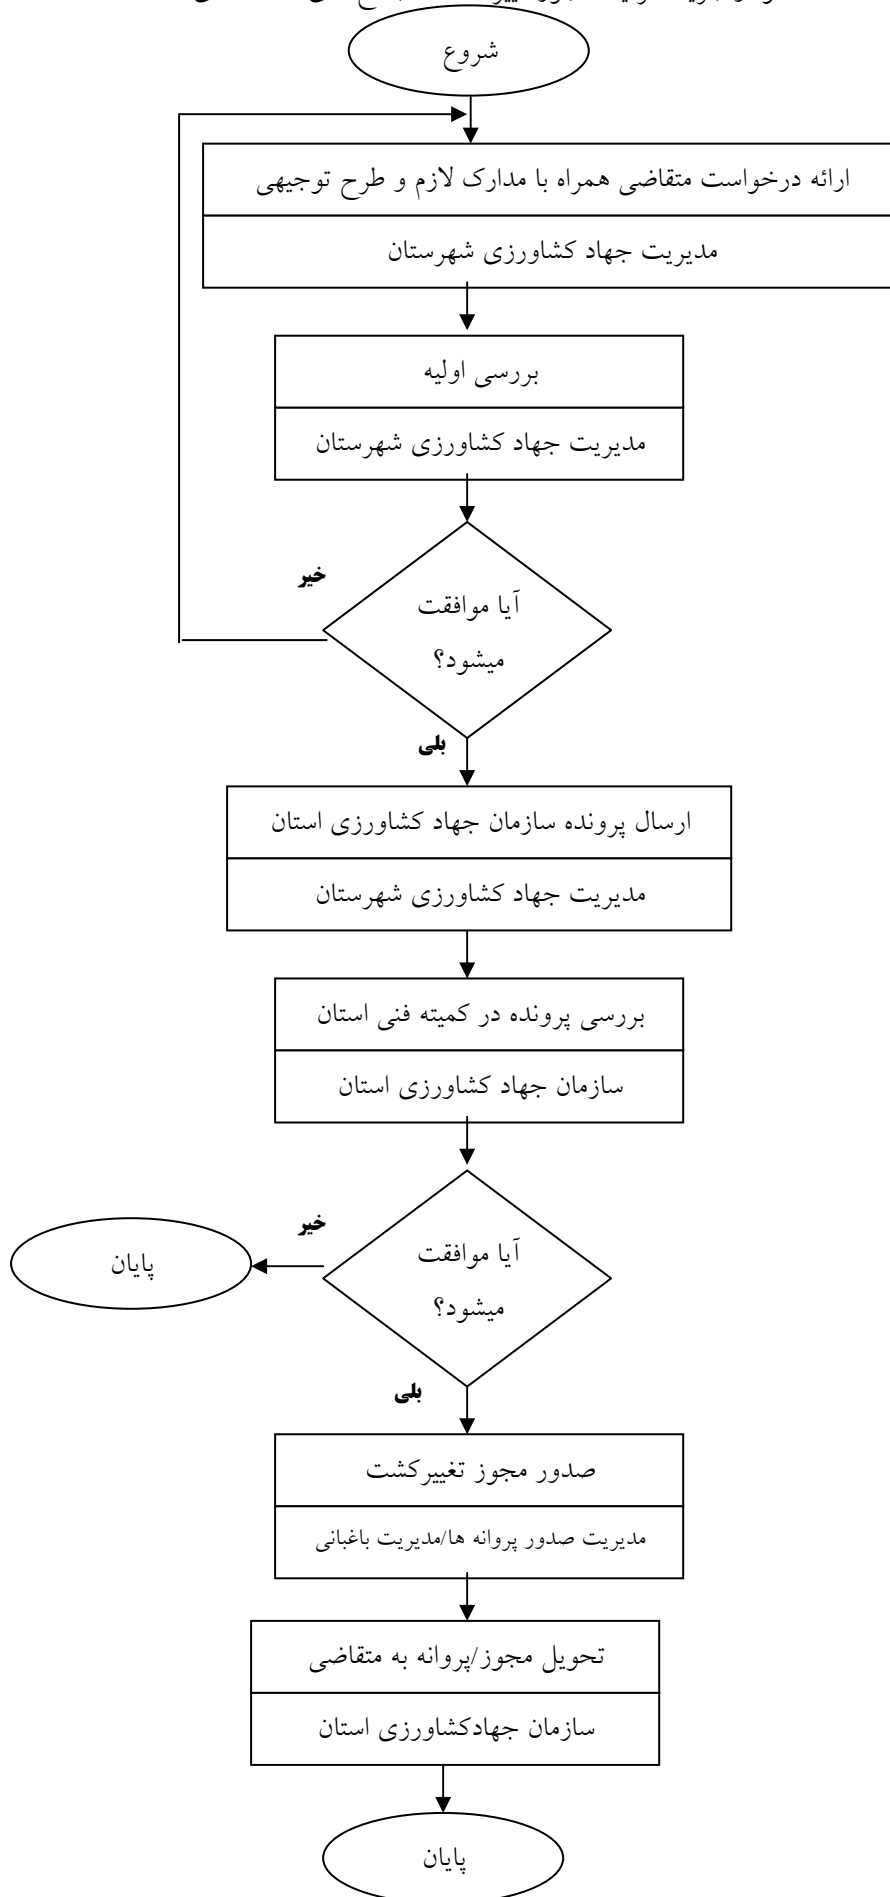 شروع
ارائه درخواست متقاضی همراه با مدارک لازم و طرح توجیهی
مدیریت جهاد کشاورزی شهرستان
بررسی اولیه
مدیریت جهاد کشاورزی شهرستان
خیر
آیا موافقت
میشود؟
بلی
ارسال پرونده سازمان جهاد کشاورزی استان
مدیریت جهاد کشاورزی شهرستان
بررسی پرونده در کمیته فنی استان
سازمان جهاد کشاورزی استان
خیر
آیا موافقت
میشود؟
پایان
بلی
صدور مجوز تغییرکشت
مدیریت صدور پروانه ها/مدیریت باغبانی
تحویل مجوز/پروانه به متقاضی
سازمان جهادکشاورزی استان
پایان